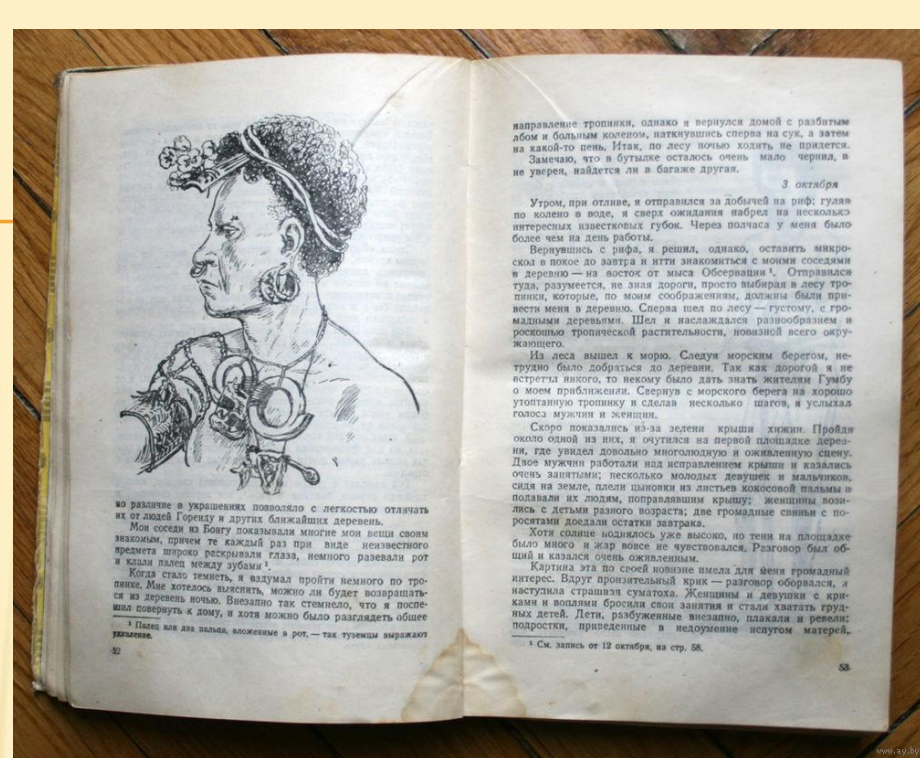 но различие в украшениях позволяло с легкостью отличать
их от людей Горенду и других ближайших деревень.
Мои соседи из Бонгу показывали многие мои вещи своим
знакомым, причем те каждый раз при виде неизвестного
предмета широко раскрывали глаза, немного разевали рот
и клали палец между зубами ¹.
Когда стало темнеть, я вздумал пройти немного по тро-
пинке. Мне хотелось выяснить, можно ли будет возвращать-
ся из деревень ночью. Внезапно так стемнело, что я поспе-
шил повернуть к дому, и хотя можно было разглядеть общее
¹ Палец или два пальца, вложенные в рот, — так туземцы выражают
удивление.
52
направление тропинки, однако я вернулся домой с разбитым
лбом и больным коленом, наткнувшись сперва на сук, а затем
на какой-то пень. Итак, по лесу ночью ходить не придется.
Замечаю, что в бутылке осталось очень мало чернил, и
не уверен, найдется ли в багаже другая.
3 октября
Утром, при отливе, я отправился за добычей на риф; гуляя
по колено в воде, я сверх ожидания набрел на несколько
интересных известковых губок. Через полчаса у меня было
более чем на день работы.
Вернувшись с рифа, я решил, однако, оставить микро-
скоп в покое до завтра и итти знакомиться с моими соседями
в деревню — на восток от мыса Обсервации ¹. Отправился
туда, разумеется, не зная дороги, просто выбирая в лесу тро-
пинки, которые, по моим соображениям, должны были при-
вести меня в деревню. Сперва шел по лесу — густому, с гро-
мадными деревьями. Шел и наслаждался разнообразием и
роскошью тропической растительности, новизной всего окру-
жающего.
Из леса вышел к морю. Следуя морским берегом, не-
трудно было добраться до деревни. Так как дорогой я не
встретил никого, то некому было дать знать жителям Гумбу
о моем приближении. Свернув с морского берега на хорошо
утоптанную тропинку и сделав несколько шагов, я услыхал
голоса мужчин и женщин.
Скоро показались из-за зелени крыши хижин. Пройдя
около одной из них, я очутился на первой площадке дерев-
ни, где увидел довольно многолюдную и оживленную сцену.
Двое мужчин работали над исправлением крыши и казались
очень занятыми; несколько молодых девушек и мальчиков,
сидя на земле, плели цыновки из листьев кокосовой пальмы и
подавали их людям, поправлявшим крышу; женщины вози-
лись с детьми разного возраста; две громадные свиньи с по-
росятами доедали остатки завтрака.
Хотя солнце поднялось уже высоко, но тени на площадке
было много и жар вовсе не чувствовался. Разговор был об-
щий и казался очень оживленным.
Картина эта по своей новизне имела для меня громадный
интерес. Вдруг пронзительный крик — разговор оборвался, и
наступила страшная суматоха. Женщины и девушки с кри-
ками и воплями бросили свои занятия и стали хватать груд-
ных детей. Дети, разбуженные внезапно, плакали и ревели;
подростки, приведенные в недоумение испугом матерей,
¹ См. запись от 12 октября, на стр. 58.
53
www.ay.by